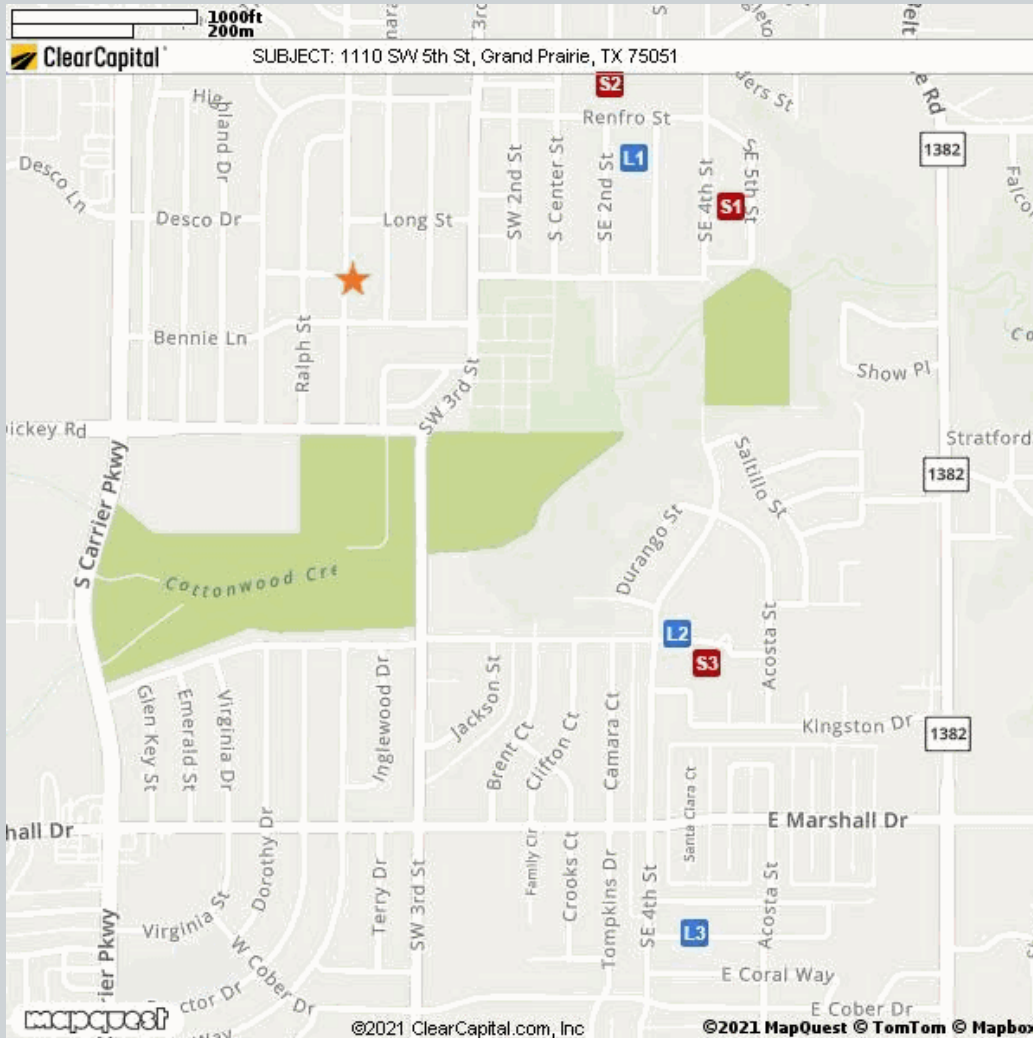 1000ft
200m
ClearCapital
SUBJECT: 1110 SW 5th St, Grand Prairie, TX 75051
S2
Highland Dr
Renfro St
L1
1382
Desco Ln
SE 5th St
SW 2nd St
S Center St
SE 2nd St
SE 4th St
S1
Desco Dr
Long St
Bennie Ln
Ralph St
Show Pl
SW 3rd St
Stratford
Saltillo St
1382
S Carrier Pkwy
Durango St
Cottonwood Cre
L2
S3
Acosta St
Glen Key St
Emerald St
Virginia Dr
Inglewood Dr
Jackson St
Brent Ct
Clifton Ct
Camara Ct
Kingston Dr
1382
Santa Clara Ct
E Marshall Dr
Dorothy Dr
Terry Dr
SW 3rd St
Family Cir
Crooks Ct
Tompkins Dr
SE 4th St
Acosta St
Virginia St
W Cober Dr
L3
E Coral Way
E Cober Dr
mapquest
©2021 ClearCapital.com, Inc
©2021 MapQuest © TomTom © Mapbox